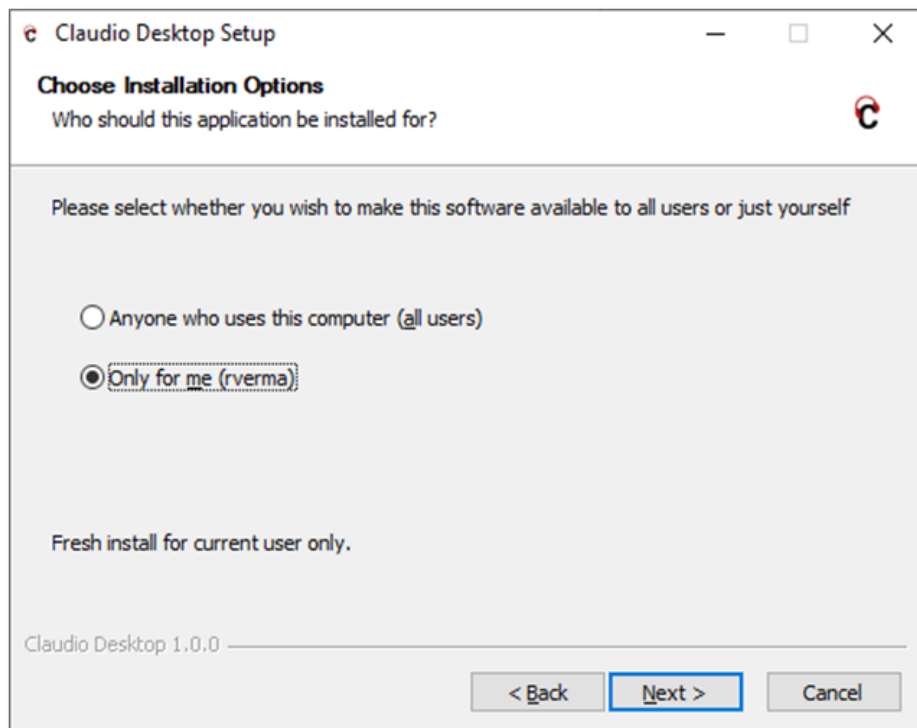 Claudio Desktop Setup
Choose Installation Options
Who should this application be installed for?
C
Please select whether you wish to make this software available to all users or just yourself
Anyone who uses this computer (all users)
Only for me (rverma)
Fresh install for current user only.
Claudio Desktop 1.0.0
< Back Next > Cancel